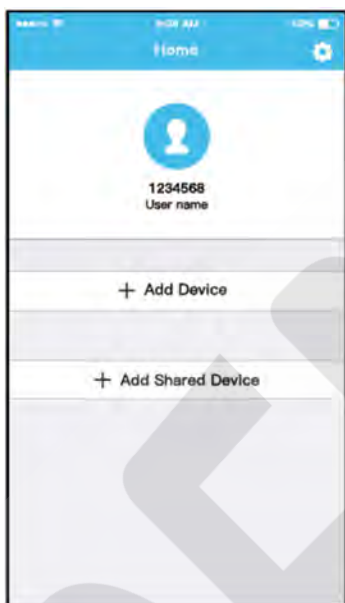 Home
1234568
User name
+ Add Device
+ Add Shared Device